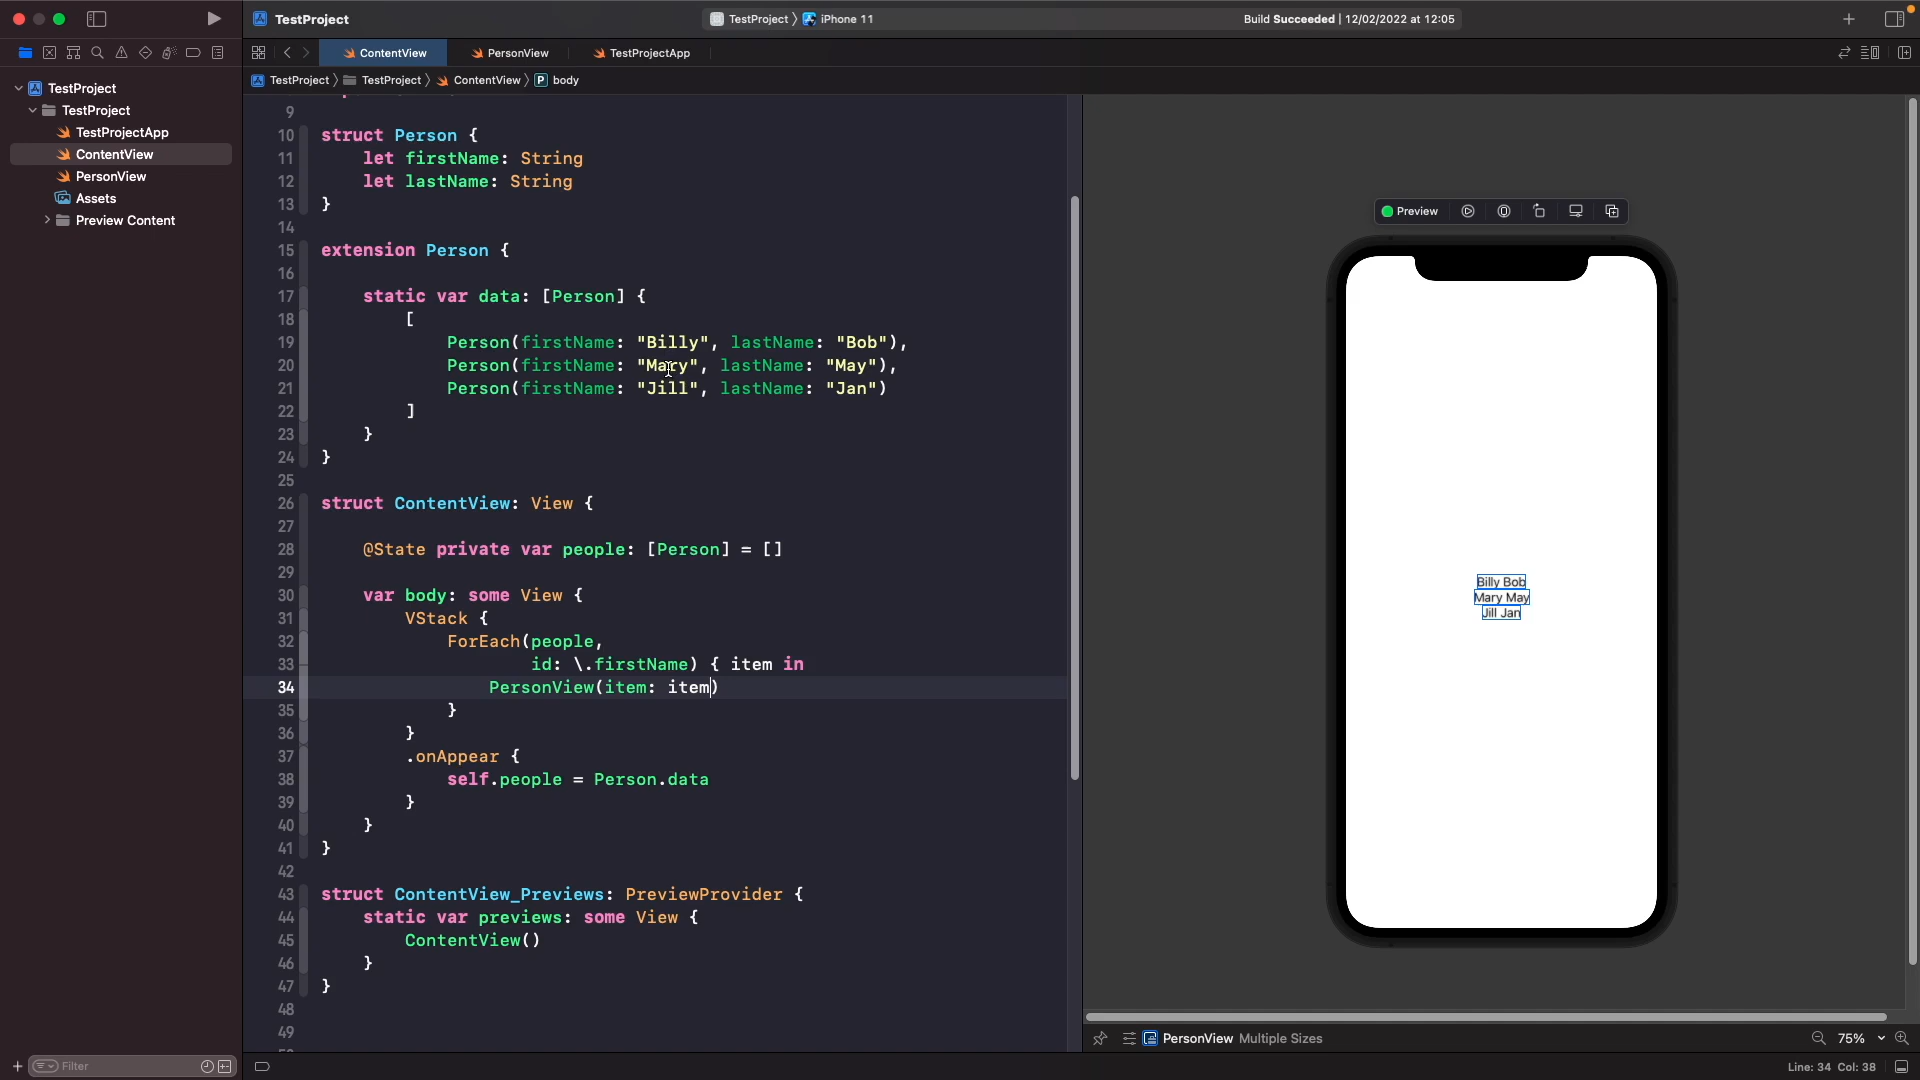 TestProject
TestProject 〉 iPhone 11
Build Succeeded | 12/02/2022 at 12:05
ContentView
PersonView
TestProjectApp
TestProject 〉 TestProject 〉 ContentView 〉 P body
TestProject
TestProject
TestProjectApp
ContentView
PersonView
Assets
Preview Content
9
10 struct Person {
11     let firstName: String
12     let lastName: String
13 }
14
15 extension Person {
16
17     static var data: [Person] {
18         [
19             Person(firstName: "Billy", lastName: "Bob"),
20             Person(firstName: "Mary", lastName: "May"),
21             Person(firstName: "Jill", lastName: "Jan")
22         ]
23     }
24 }
25
26 struct ContentView: View {
27
28     @State private var people: [Person] = []
29
30     var body: some View {
31         VStack {
32             ForEach(people,
33                     id: \.firstName) { item in
34                 PersonView(item: item)
35             }
36         }
37         .onAppear {
38             self.people = Person.data
39         }
40     }
41 }
42
43 struct ContentView_Previews: PreviewProvider {
44     static var previews: some View {
45         ContentView()
46     }
47 }
48
49
Preview
Billy Bob
Mary May
Jill Jan
PersonView Multiple Sizes
75%
Filter
Line: 34 Col: 38